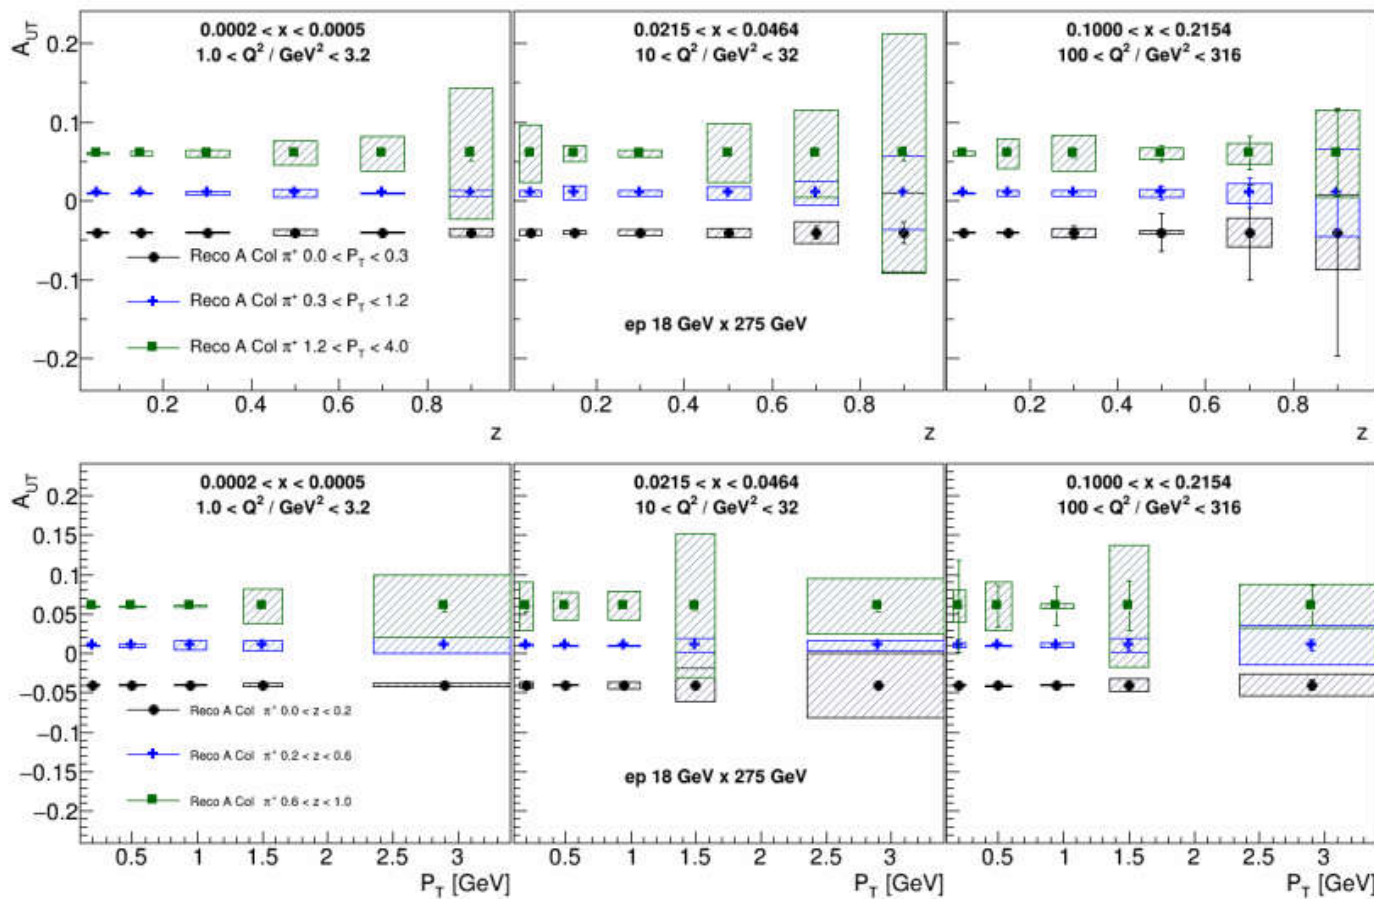 0.0002 < x < 0.0005
1.0 < Q² / GeV² < 3.2
0.0215 < x < 0.0464
10 < Q² / GeV² < 32
0.1000 < x < 0.2154
100 < Q² / GeV² < 316
A_UT
0.2
0.1
0
−0.1
−0.2
Reco A Col π⁺ 0.0 < P_T < 0.3
Reco A Col π⁺ 0.3 < P_T < 1.2
Reco A Col π⁺ 1.2 < P_T < 4.0
ep 18 GeV x 275 GeV
0.2 0.4 0.6 0.8
0.2 0.4 0.6 0.8
0.2 0.4 0.6 0.8
z
z
z
0.0002 < x < 0.0005
1.0 < Q² / GeV² < 3.2
0.0215 < x < 0.0464
10 < Q² / GeV² < 32
0.1000 < x < 0.2154
100 < Q² / GeV² < 316
A_UT
0.2
0.15
0.1
0.05
0
−0.05
−0.1
−0.15
−0.2
Reco A Col π⁺ 0.0 < z < 0.2
Reco A Col π⁺ 0.2 < z < 0.6
Reco A Col π⁺ 0.6 < z < 1.0
ep 18 GeV x 275 GeV
0.5 1 1.5 2 2.5 3
0.5 1 1.5 2 2.5 3
0.5 1 1.5 2 2.5 3
P_T [GeV]
P_T [GeV]
P_T [GeV]